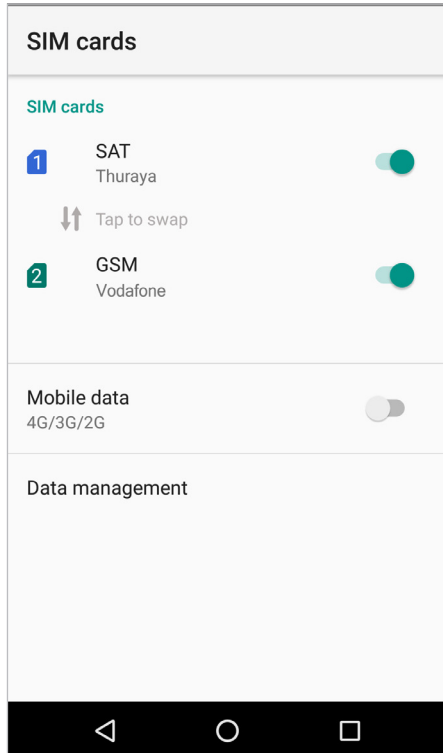 SIM cards
SIM cards
1
SAT
Thuraya
Tap to swap
2
GSM
Vodafone
Mobile data
4G/3G/2G
Data management